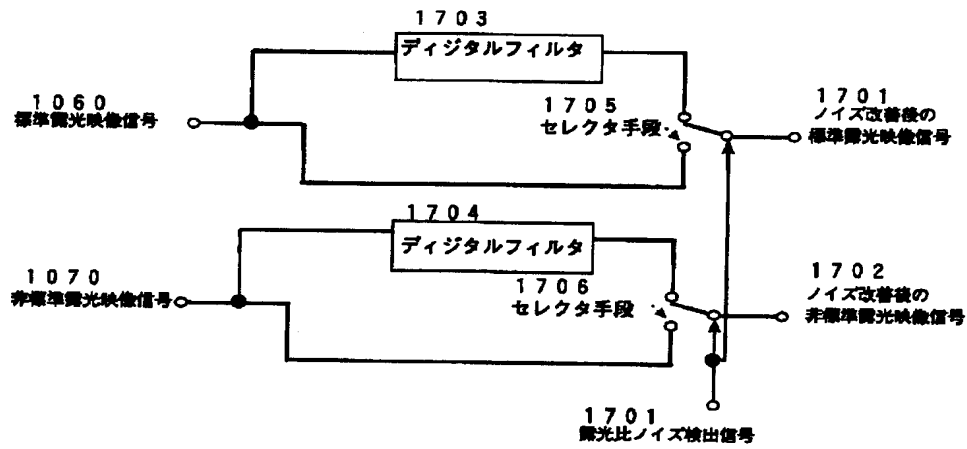 1703
ディジタルフィルタ
1060
標準露光映像信号
1705
セレクタ手段
1701
ノイズ改善後の
標準露光映像信号
1704
ディジタルフィルタ
1070
非標準露光映像信号
1706
セレクタ手段
1702
ノイズ改善後の
非標準露光映像信号
1701
露光比ノイズ検出信号